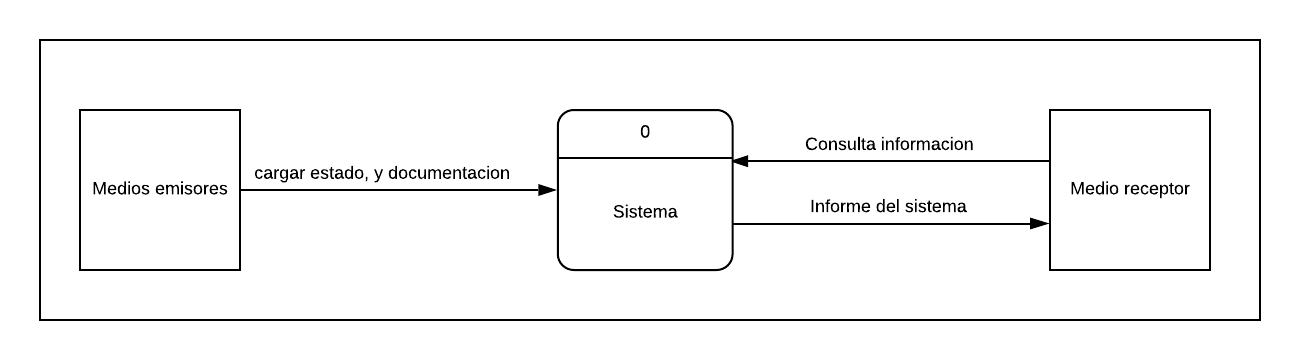 0
Consulta informacion
cargar estado, y documentacion
Medios emisores
Medio receptor
Sistema
Informe del sistema